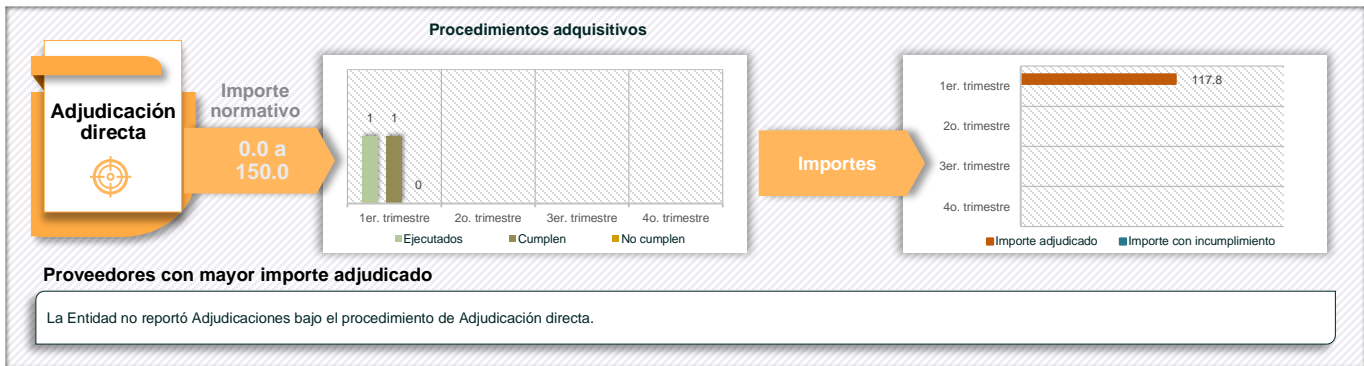 Procedimientos adquisitivos
Adjudicación
directa
Importe
normativo
0.0 a
150.0
1 1
0
1er. trimestre 2o. trimestre 3er. trimestre 4o. trimestre
Ejecutados Cumplen No cumplen
Importes
1er. trimestre 117.8
2o. trimestre
3er. trimestre
4o. trimestre
Importe adjudicado Importe con incumplimiento
Proveedores con mayor importe adjudicado
La Entidad no reportó Adjudicaciones bajo el procedimiento de Adjudicación directa.